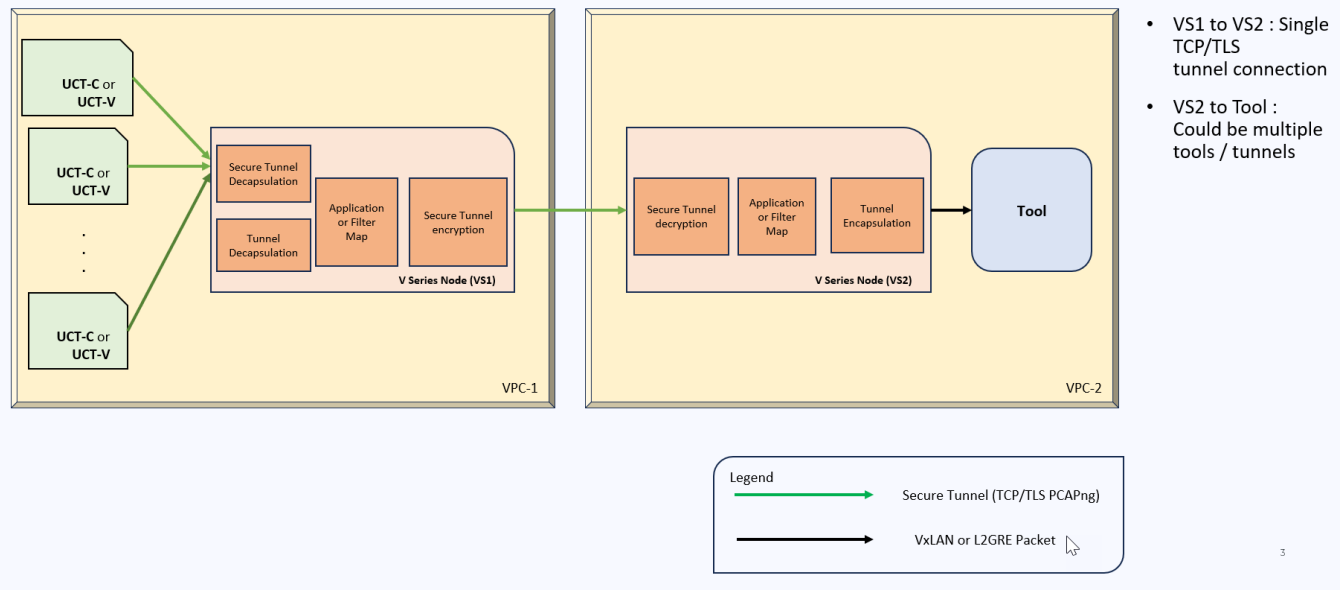 UCT-C or
UCT-V
UCT-C or
UCT-V
.
.
.
UCT-C or
UCT-V
Secure Tunnel
Decapsulation
Tunnel
Decapsulation
Application
or Filter
Map
Secure Tunnel
encryption
V Series Node (VS1)
VPC-1
Secure Tunnel
decryption
Application
or Filter
Map
Tunnel
Encapsulation
V Series Node (VS2)
Tool
VPC-2
• VS1 to VS2 : Single
TCP/TLS
tunnel connection
• VS2 to Tool :
Could be multiple
tools / tunnels
Legend
Secure Tunnel (TCP/TLS PCAPng)
VxLAN or L2GRE Packet
3